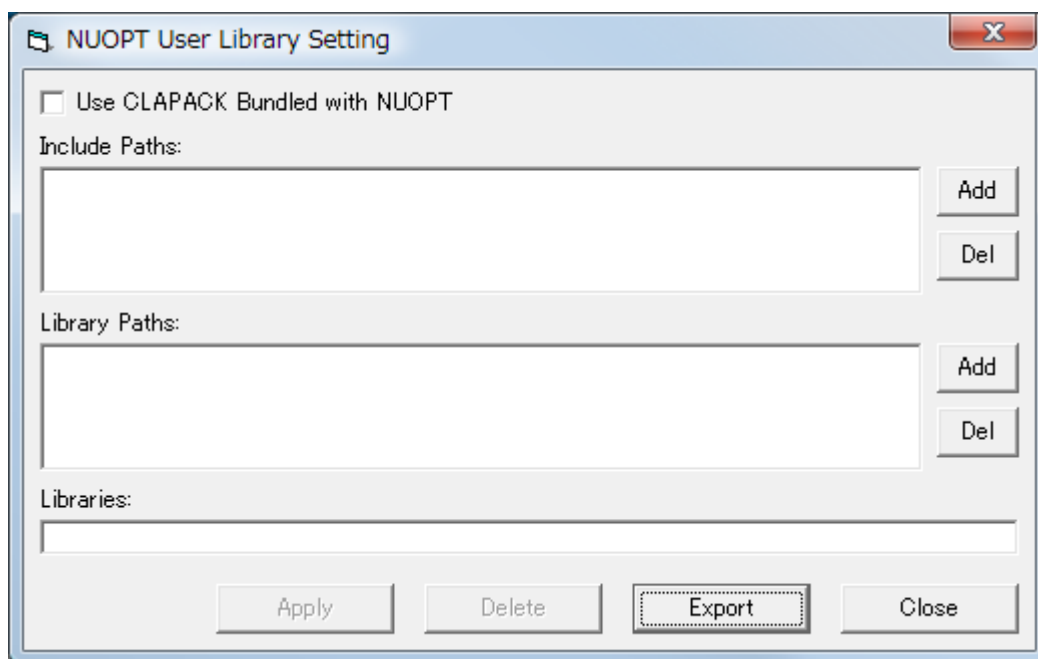 NUOPT User Library Setting
Use CLAPACK Bundled with NUOPT
Include Paths:
Add
Del
Library Paths:
Add
Del
Libraries:
Apply Delete Export Close